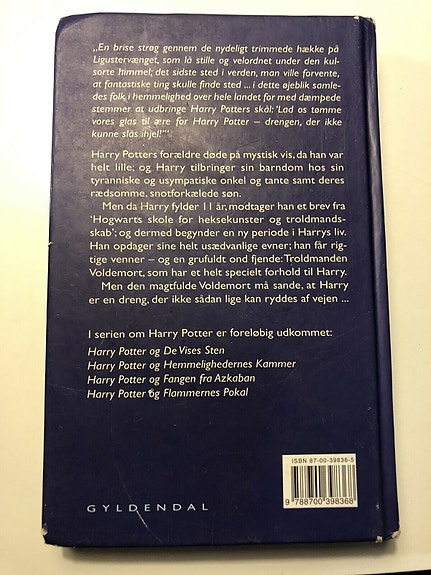 „En brise strøg gennem de nydeligt trimmede hække på
Ligustervænget, som lå stille og velordnet under den kul-
sorte himmel; det sidste sted i verden, man ville forvente,
at fantastiske ting skulle finde sted ... i dette øjeblik samle-
des folk i hemmelighed over hele landet for med dæmpede
stemmer at udbringe Harry Potters skål: 'Lad os tømme
vores glas til ære for Harry Potter – drengen, der ikke
kunne slås ihjel!'“
Harry Potters forældre døde på mystisk vis, da han var
helt lille; og Harry tilbringer sin barndom hos sin
tyranniske og usympatiske onkel og tante samt deres
rædsomme, snotforkælede søn.
Men da Harry fylder 11 år, modtager han et brev fra
'Hogwarts skole for heksekunster og troldmands-
skab'; og dermed begynder en ny periode i Harrys liv.
Han opdager sine helt usædvanlige evner; han får rig-
tige venner – og en grufuldt ond fjende: Troldmanden
Voldemort, som har et helt specielt forhold til Harry.
Men den magtfulde Voldemort må sande, at Harry
er en dreng, der ikke sådan lige kan ryddes af vejen ...
I serien om Harry Potter er foreløbig udkommet:
Harry Potter og De Vises Sten
Harry Potter og Hemmelighedernes Kammer
Harry Potter og Fangen fra Azkaban
Harry Potter og Flammernes Pokal
ISBN 87-00-39836-5
9 788700 398368
GYLDENDAL